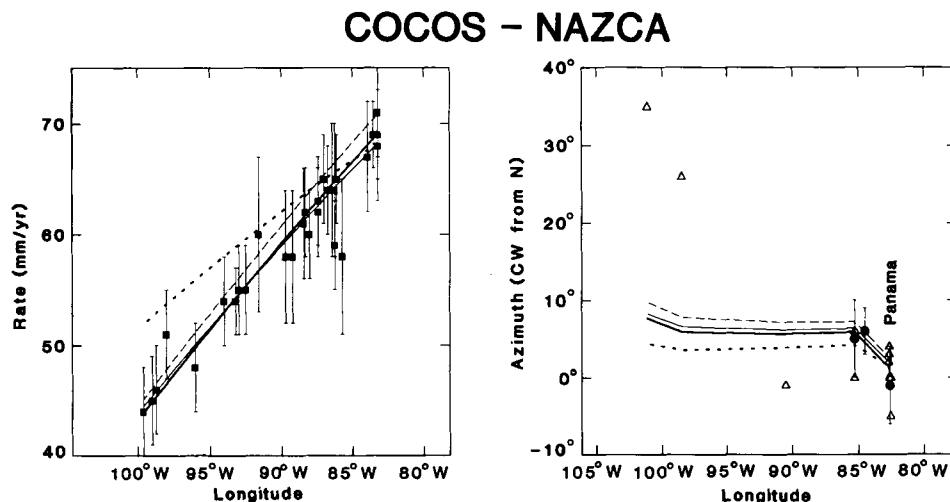 COCOS – NAZCA
70
60
50
40
Rate (mm/yr)
100°W
95°W
90°W
85°W
80°W
Longitude
40°
30°
20°
10°
0°
-10°
Azimuth (CW from N)
Panama
105°W
100°W
95°W
90°W
85°W
80°W
Longitude